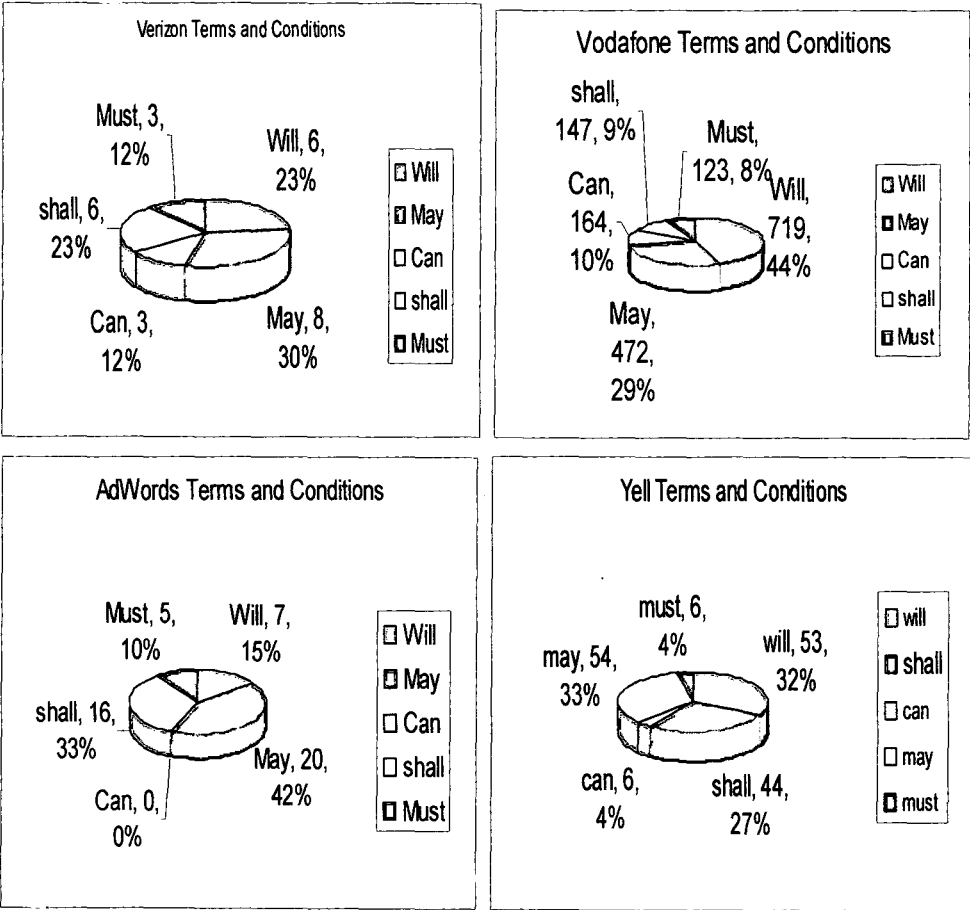 Verizon Terms and Conditions
Must, 3,
12%
Will, 6,
23%
shall, 6,
23%
Can, 3,
12%
May, 8,
30%
Will
May
Can
shall
Must
Vodafone Terms and Conditions
shall,
147, 9%
Must,
123, 8%
Can,
164,
10%
Will,
719,
44%
May,
472,
29%
Will
May
Can
shall
Must
AdWords Terms and Conditions
Must, 5,
10%
Will, 7,
15%
shall, 16,
33%
Can, 0,
0%
May, 20,
42%
Will
May
Can
shall
Must
Yell Terms and Conditions
must, 6,
4%
may, 54,
33%
will, 53,
32%
can, 6,
4%
shall, 44,
27%
will
shall
can
may
must